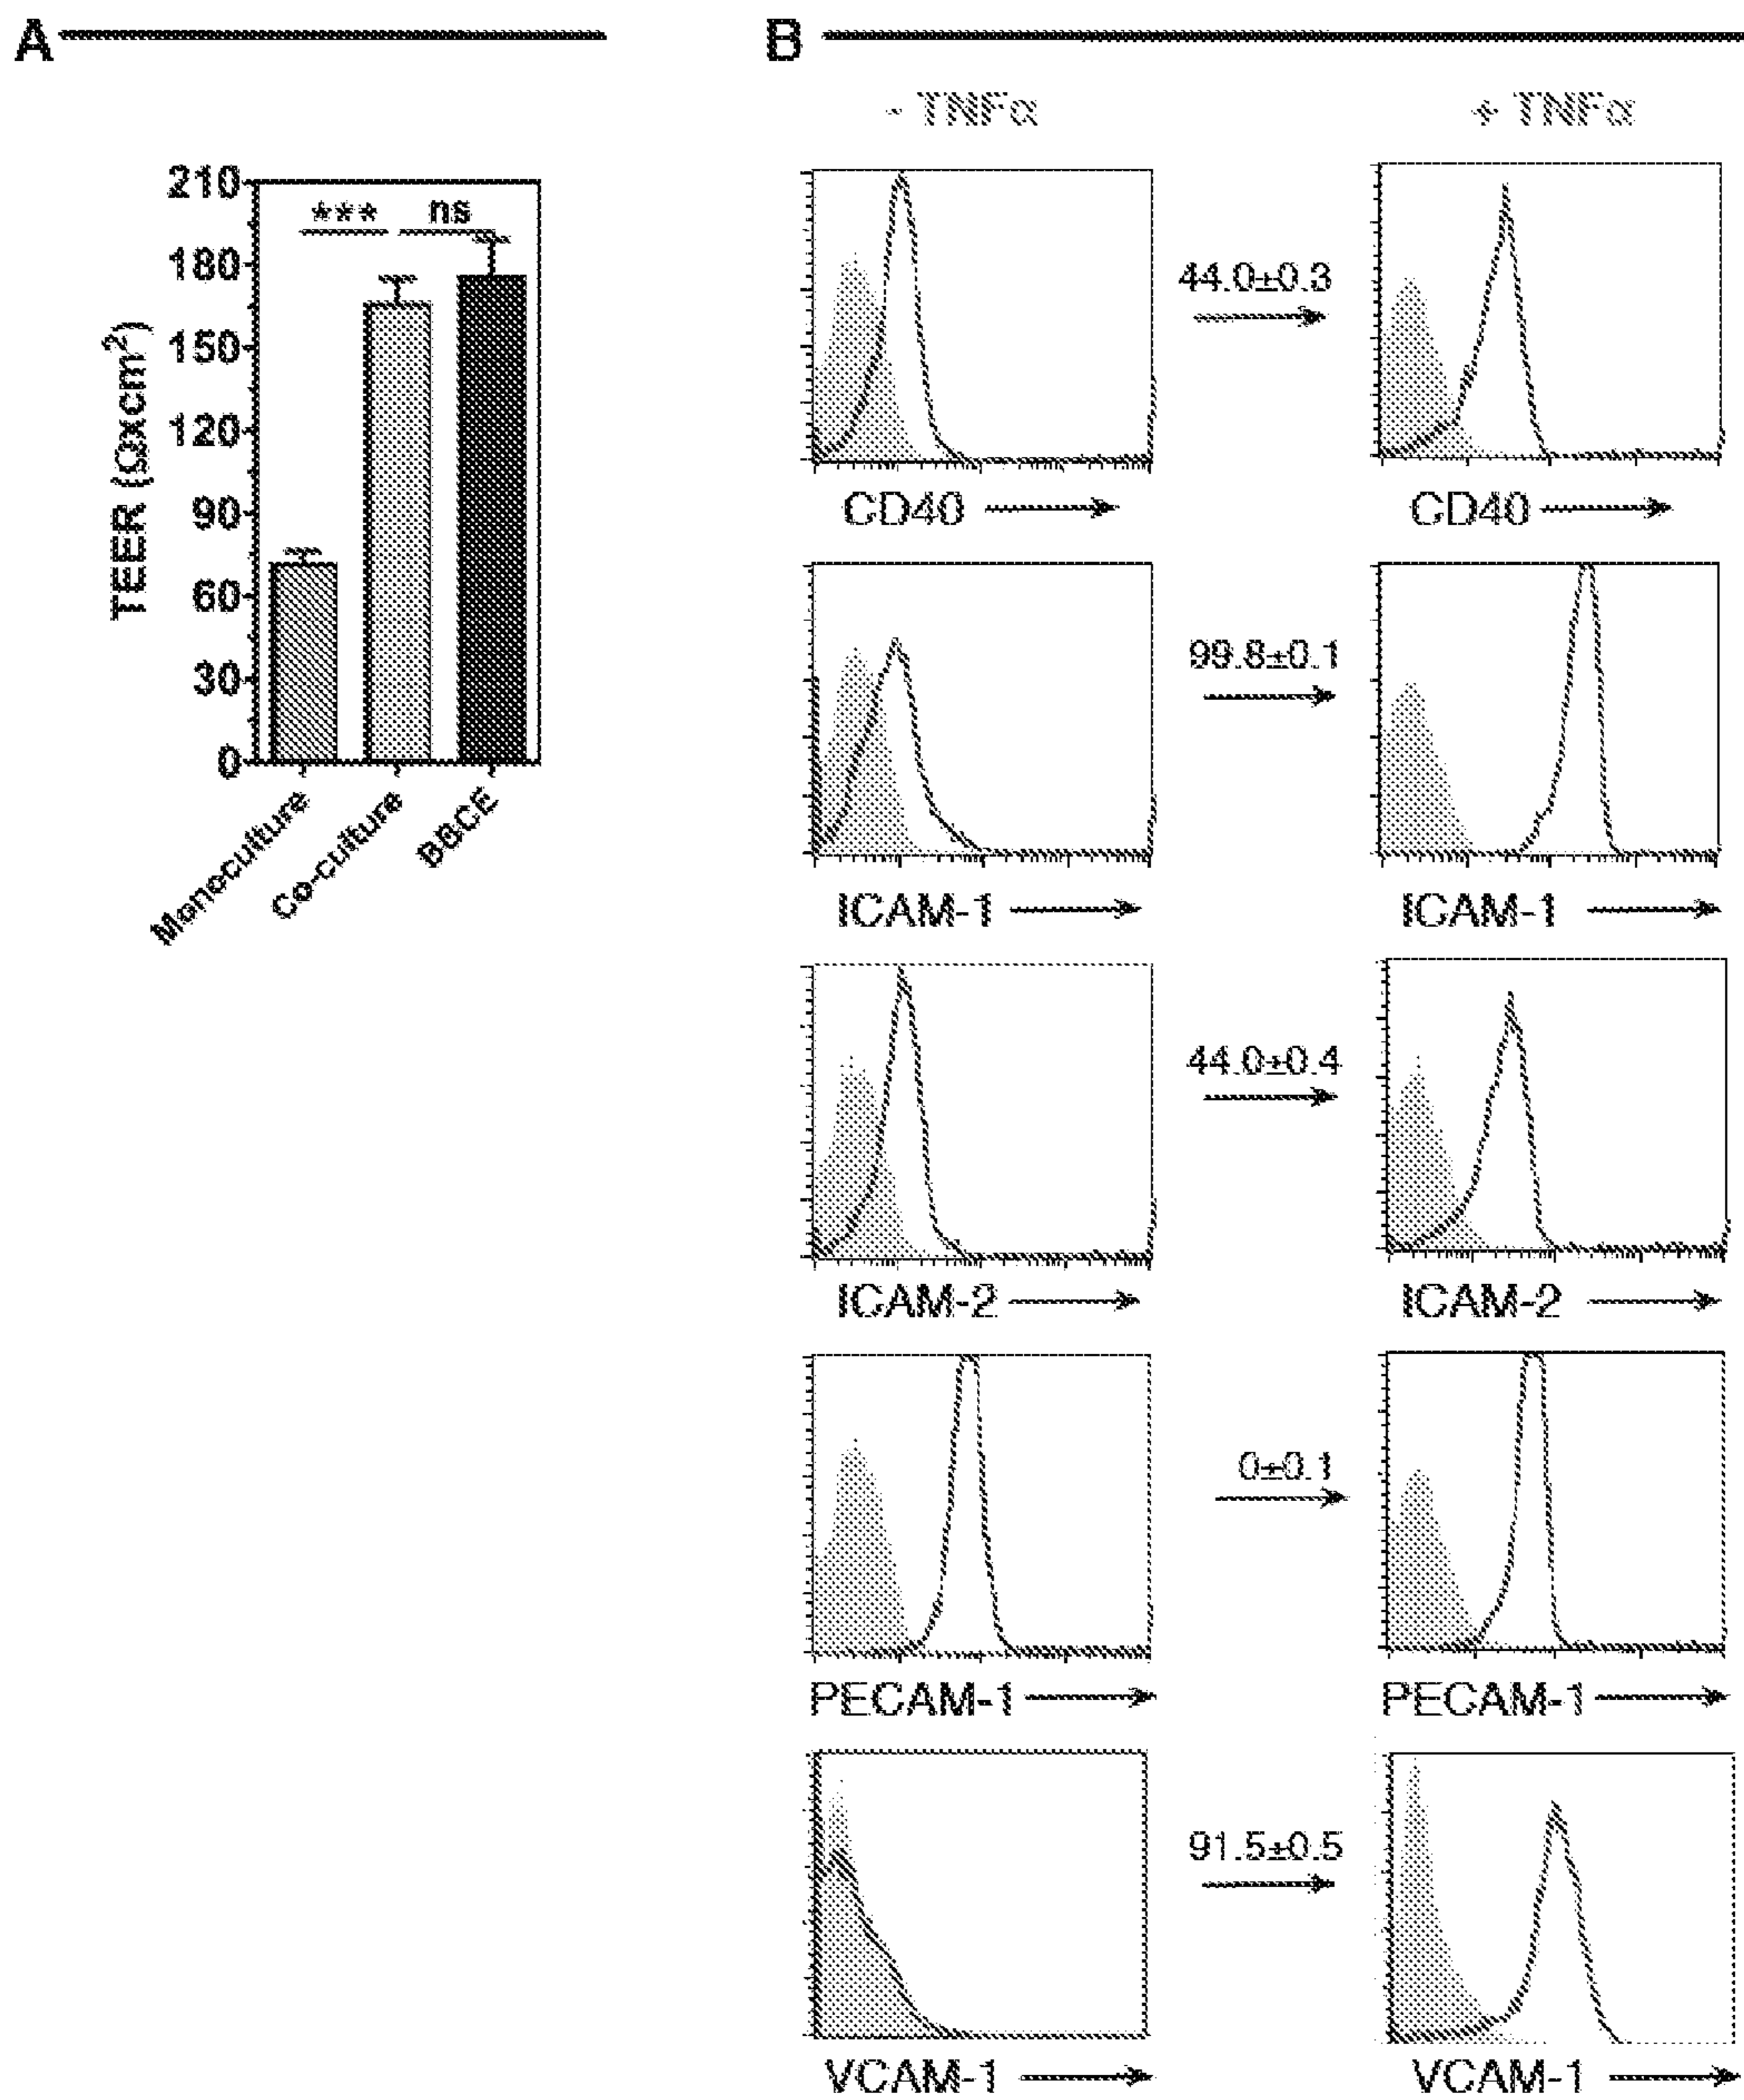 A
B
- TNFα
+ TNFα
210
180
150
120
90
60
30
0
TEER (Ωxcm²)
*** ns
Monoculture
Co-culture
BBCE
44.0±0.3
CD40
CD40
99.8±0.1
ICAM-1
ICAM-1
44.0±0.4
ICAM-2
ICAM-2
0±0.1
PECAM-1
PECAM-1
91.5±0.5
VCAM-1
VCAM-1